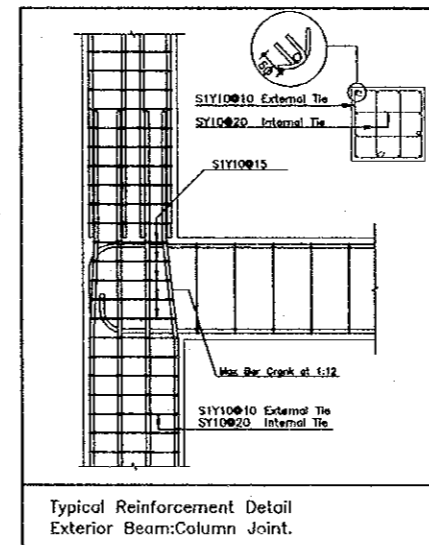 S1Y10@10 External Tie
SY10@20 Internal Tie
S1Y10@15
Max Bar Crank at 1:12
S1Y10@10 External Tie
SY10@20 Internal Tie
Typical Reinforcement Detail
Exterior Beam:Column Joint.